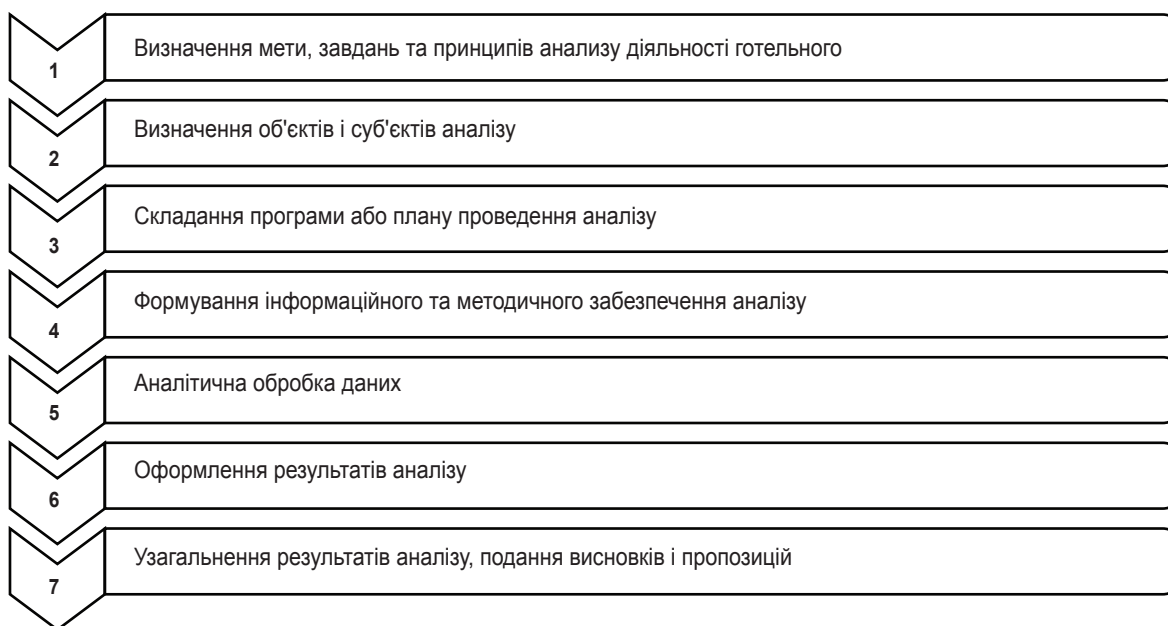 1
Визначення мети, завдань та принципів анализу діяльності готельного
2
Визначення об'єктів і суб'єктів аналізу
3
Складання програми або плану проведення аналізу
4
Формування інформаційного та методичного забезпечення аналізу
5
Аналітична обробка даних
6
Оформлення результатів аналізу
7
Узагальнення результатів аналізу, подання висновків і пропозицій